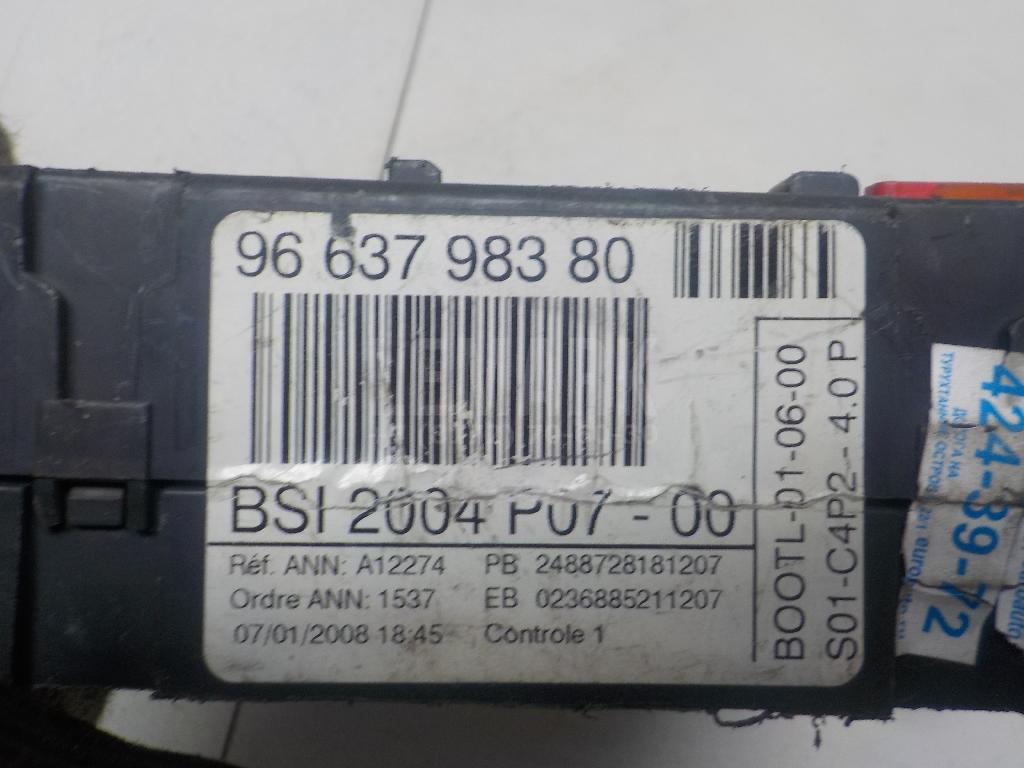 96 637 983 80
BSI 2004 P07 - 00
Réf. ANN: A12274 PB 2488728181207
Ordre ANN: 1537 EB 0236885211207
07/01/2008 18:45 Controle 1
BOOTL-01-06-00
S01-C4P2 - 4.0 P
424-39-72